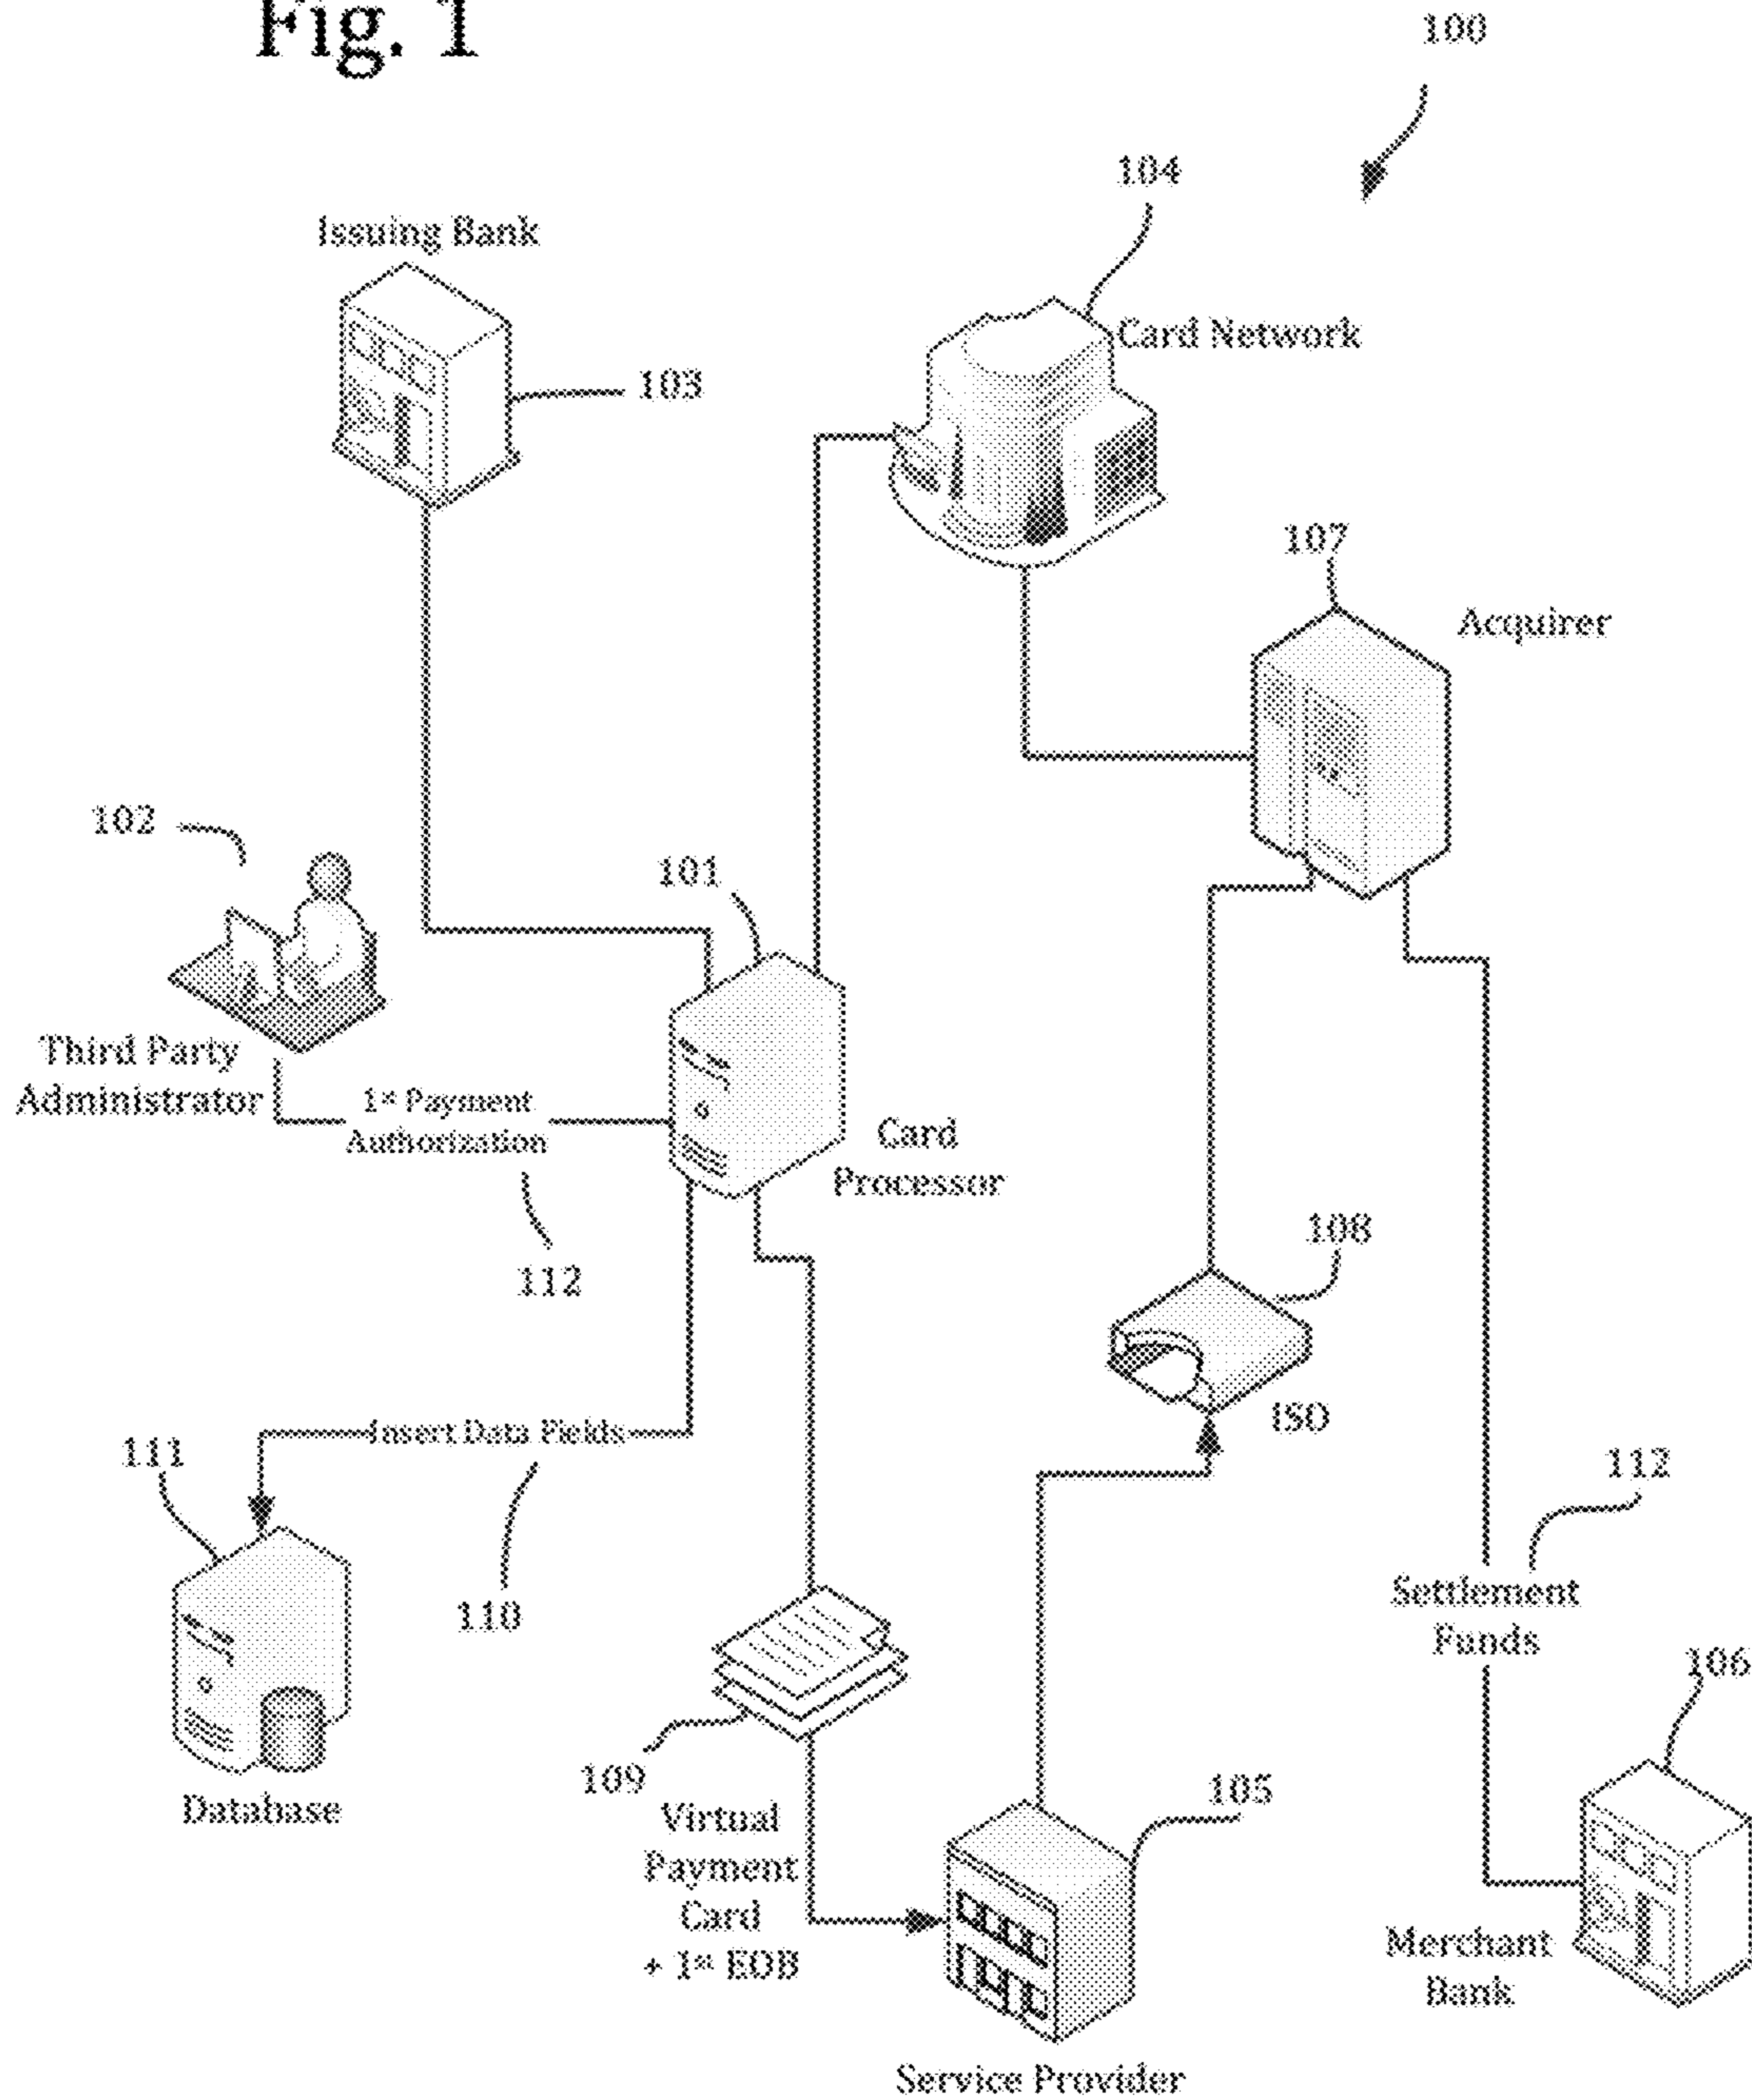 Fig. 1
100
104
Issuing Bank
Card Network
103
107
Acquirer
102
101
Third Party
Administrator
1st Payment
Authorization
Card
Processor
112
108
ISO
Insert Data Fields
111
110
112
Settlement
Funds
106
109
105
Database
Virtual
Payment
Card
+ 1st EOB
Merchant
Bank
Service Provider